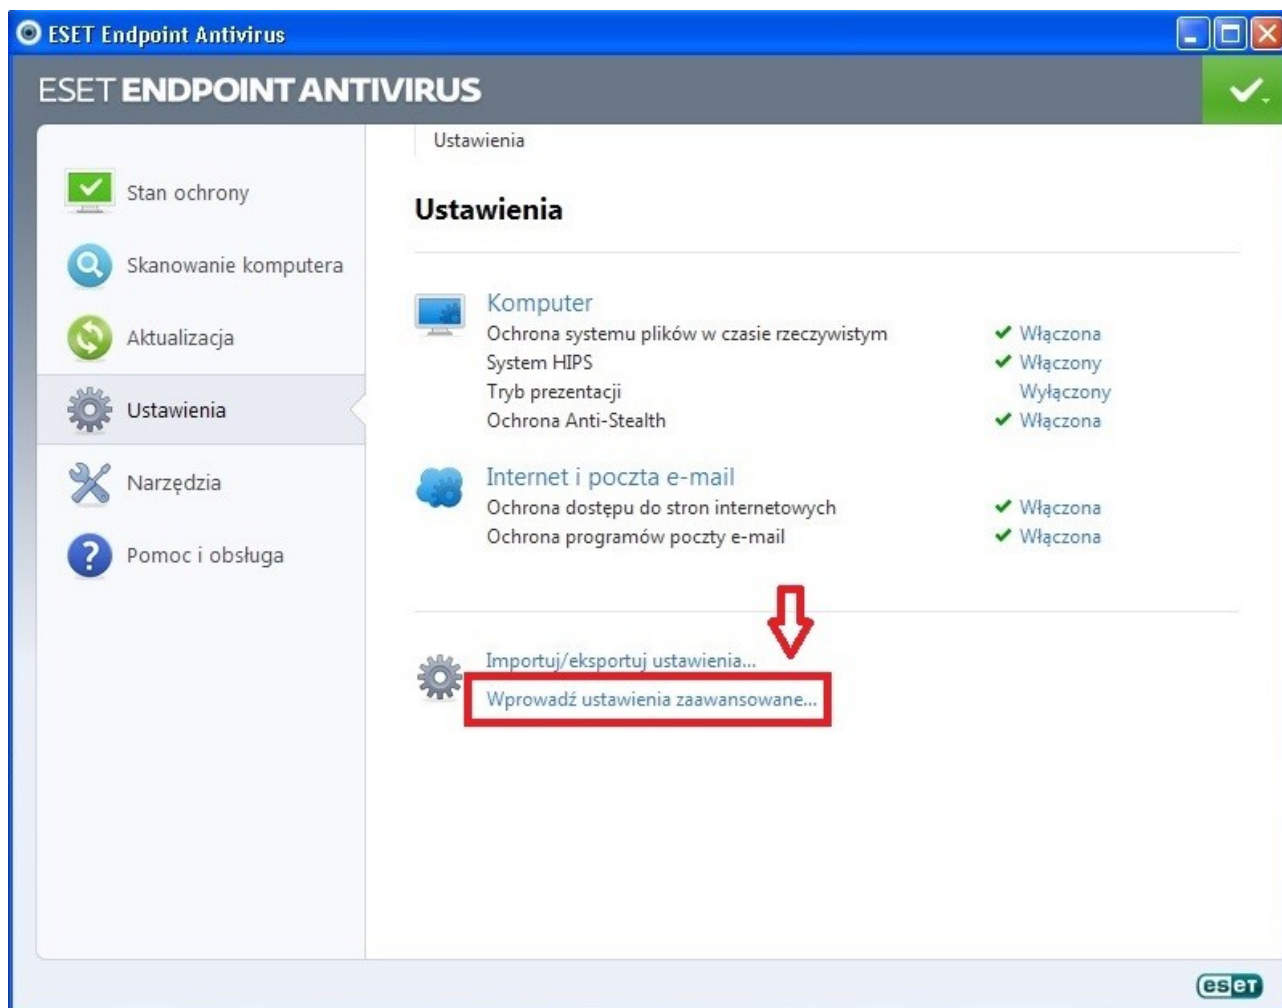 ESET Endpoint Antivirus
ESET ENDPOINT ANTIVIRUS
Stan ochrony
Skanowanie komputera
Aktualizacja
Ustawienia
Narzędzia
Pomoc i obsługa
Ustawienia
Ustawienia
Komputer
Ochrona systemu plików w czasie rzeczywistym Włączona
System HIPS Włączony
Tryb prezentacji Wyłączony
Ochrona Anti-Stealth Włączona
Internet i poczta e-mail
Ochrona dostępu do stron internetowych Włączona
Ochrona programów poczty e-mail Włączona
Importuj/eksportuj ustawienia...
Wprowadź ustawienia zaawansowane...
eseT